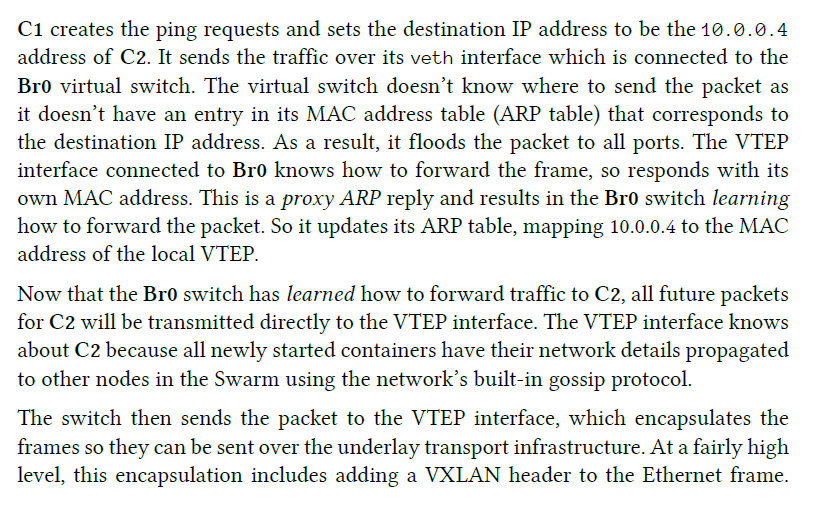 C1 creates the ping requests and sets the destination IP address to be the 10.0.0.4
address of C2. It sends the traffic over its veth interface which is connected to the
Br0 virtual switch. The virtual switch doesn’t know where to send the packet as
it doesn’t have an entry in its MAC address table (ARP table) that corresponds to
the destination IP address. As a result, it floods the packet to all ports. The VTEP
interface connected to Br0 knows how to forward the frame, so responds with its
own MAC address. This is a proxy ARP reply and results in the Br0 switch learning
how to forward the packet. So it updates its ARP table, mapping 10.0.0.4 to the MAC
address of the local VTEP.
Now that the Br0 switch has learned how to forward traffic to C2, all future packets
for C2 will be transmitted directly to the VTEP interface. The VTEP interface knows
about C2 because all newly started containers have their network details propagated
to other nodes in the Swarm using the network’s built-in gossip protocol.
The switch then sends the packet to the VTEP interface, which encapsulates the
frames so they can be sent over the underlay transport infrastructure. At a fairly high
level, this encapsulation includes adding a VXLAN header to the Ethernet frame.